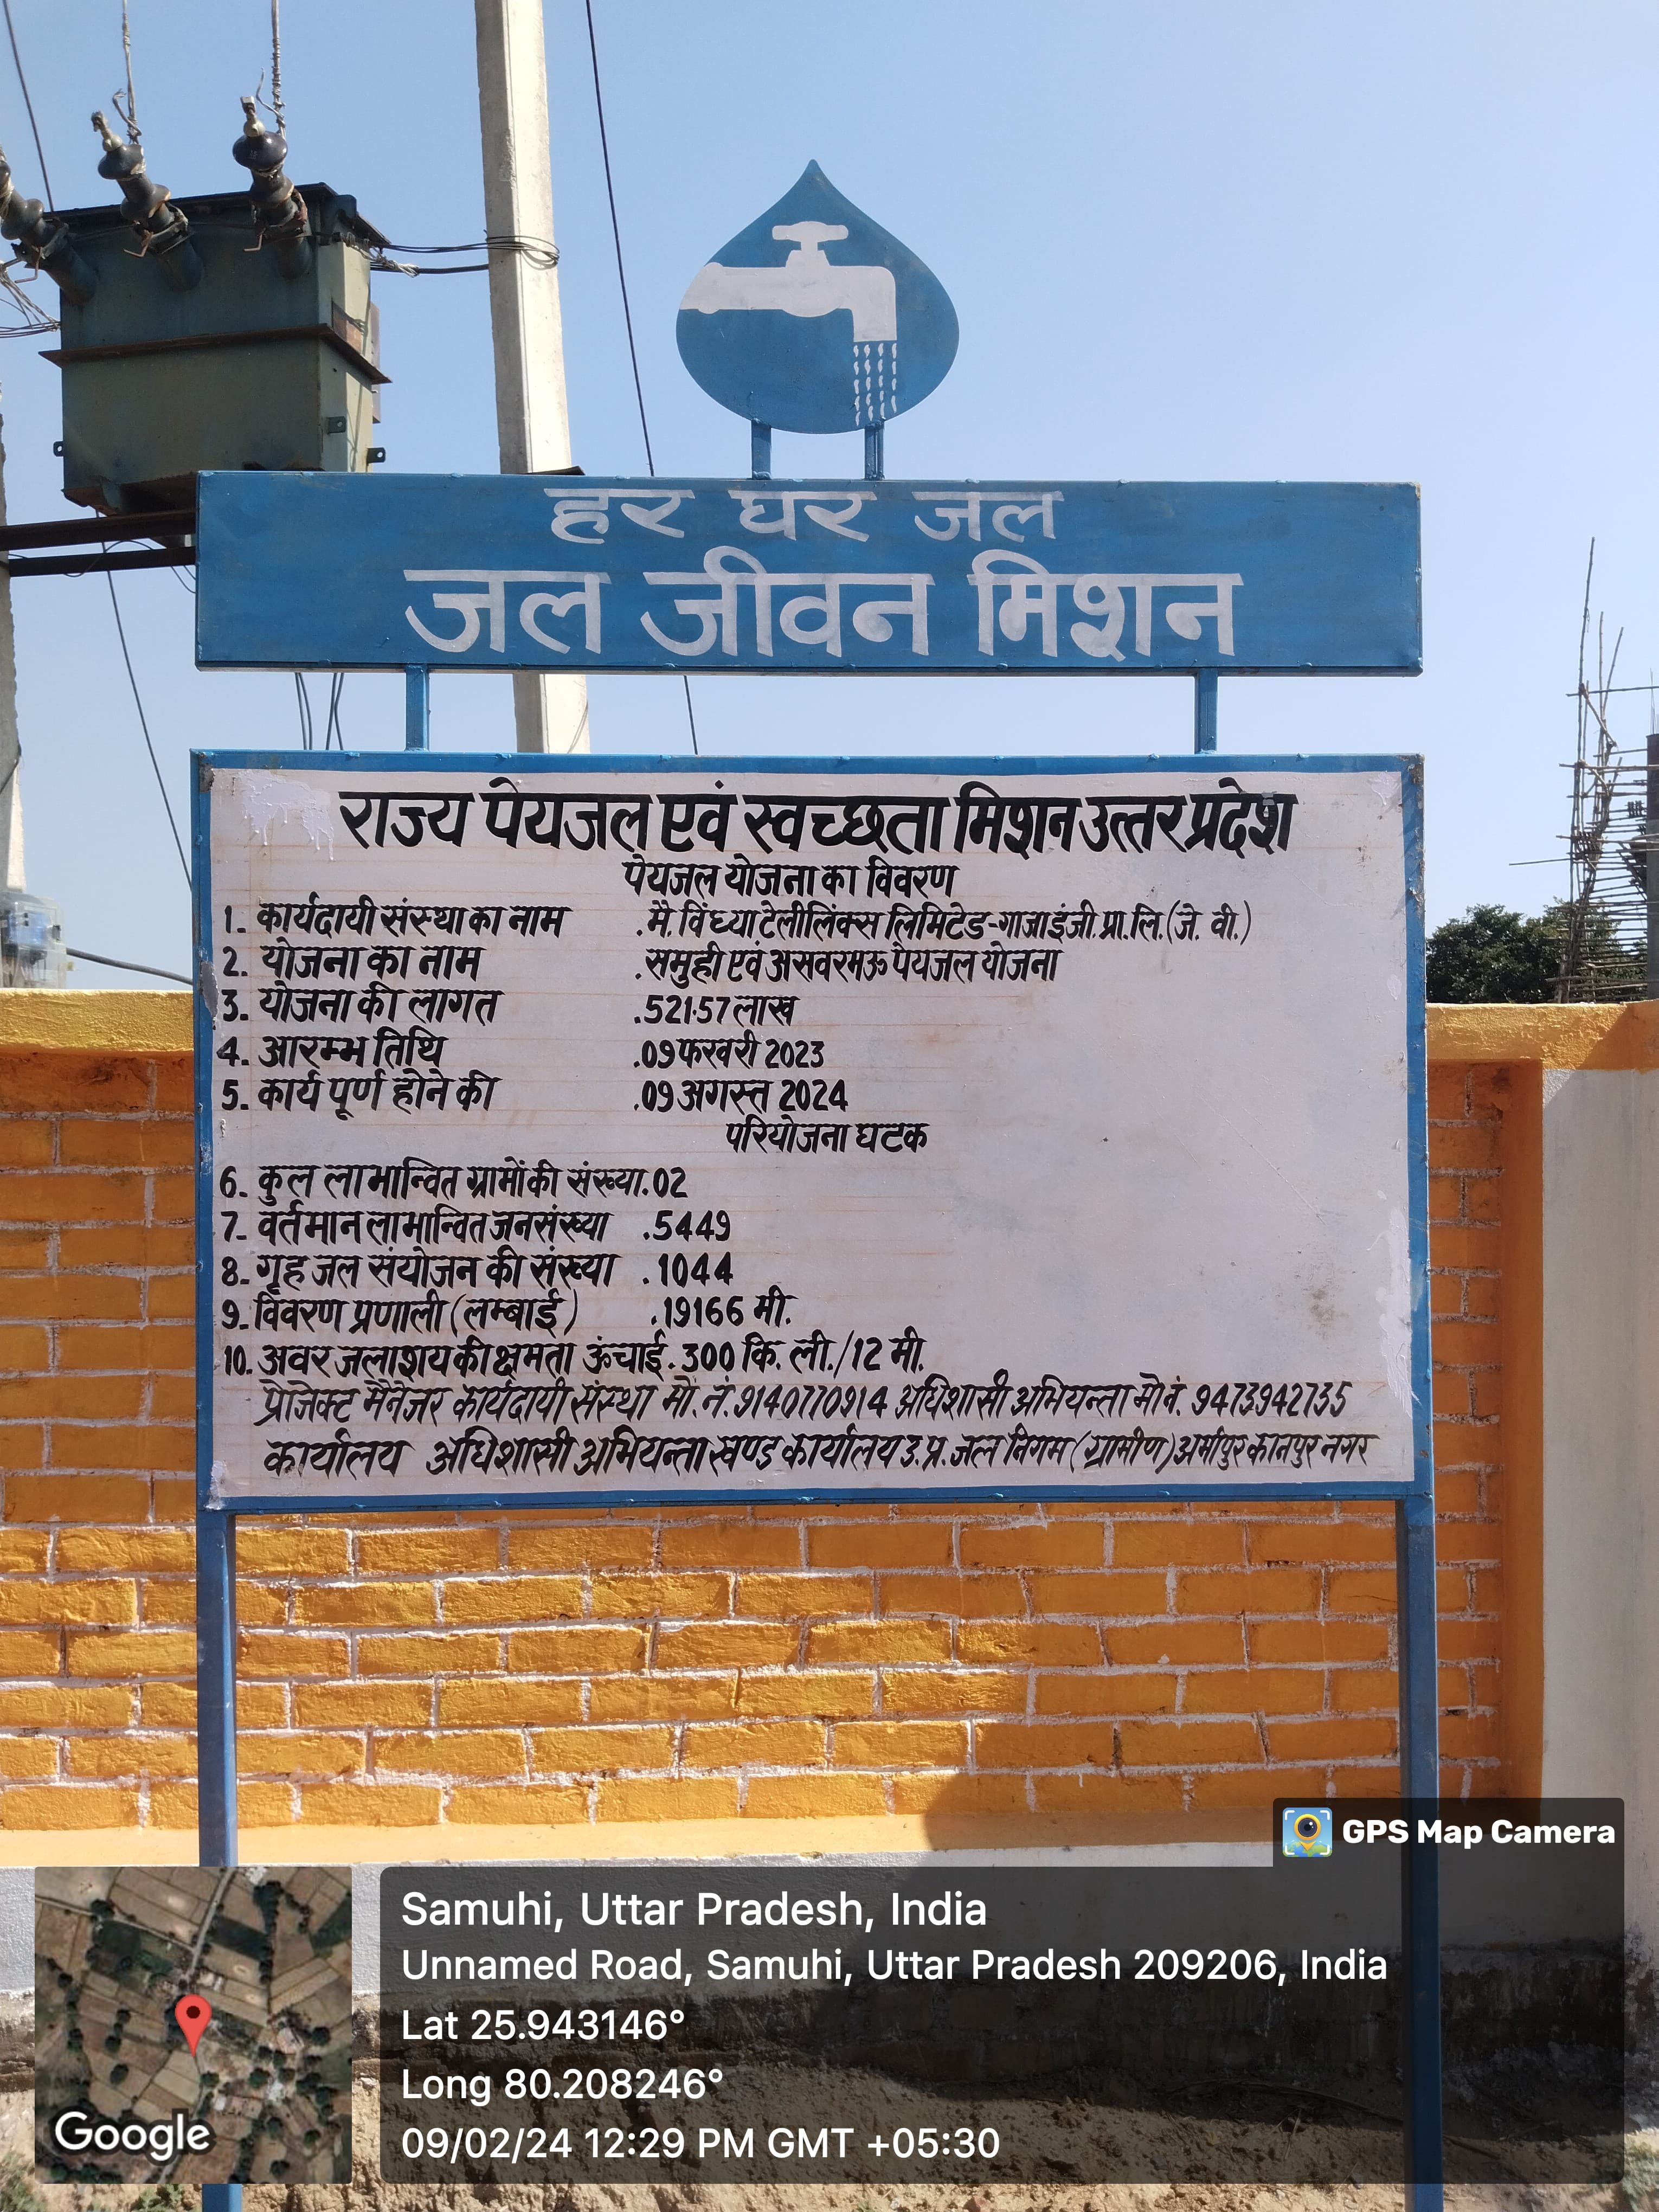 हर घर जल
जल जीवन मिशन
राज्य पेयजल एवं स्वच्छता मिशन उत्तर प्रदेश
पेयजल योजना का विवरण
1. कार्यदायी संस्था का नाम .मै. विंध्या टेलीलिंक्स लिमिटेड-गाजाइंजी.प्रा.लि.(जे. वी.)
2. योजना का नाम .समुही एवं असवरमऊ पेयजल योजना
3. योजना की लागत .521.57 लाख
4. आरम्भ तिथि .09 फरवरी 2023
5. कार्य पूर्ण होने की .09 अगस्त 2024
परियोजना घटक
6. कुल लाभान्वित ग्रामों की संख्या.02
7. वर्तमान लाभान्वित जनसंख्या .5449
8. गृह जल संयोजन की संख्या .1044
9. विवरण प्रणाली (लम्बाई) .19166 मी.
10. अवर जलाशय की क्षमता ऊंचाई.300 कि. ली./12 मी.
प्रोजेक्ट मैनेजर कार्यदायी संस्था मो. नं. 9140770914 अधिशासी अभियन्ता मो नं. 9473942735
कार्यालय अधिशासी अभियन्ता खण्ड कार्यालय उ.प्र. जल निगम (ग्रामीण) अर्मापुर कानपुर नगर
GPS Map Camera
Samuhi, Uttar Pradesh, India
Unnamed Road, Samuhi, Uttar Pradesh 209206, India
Lat 25.943146°
Long 80.208246°
09/02/24 12:29 PM GMT +05:30
Google